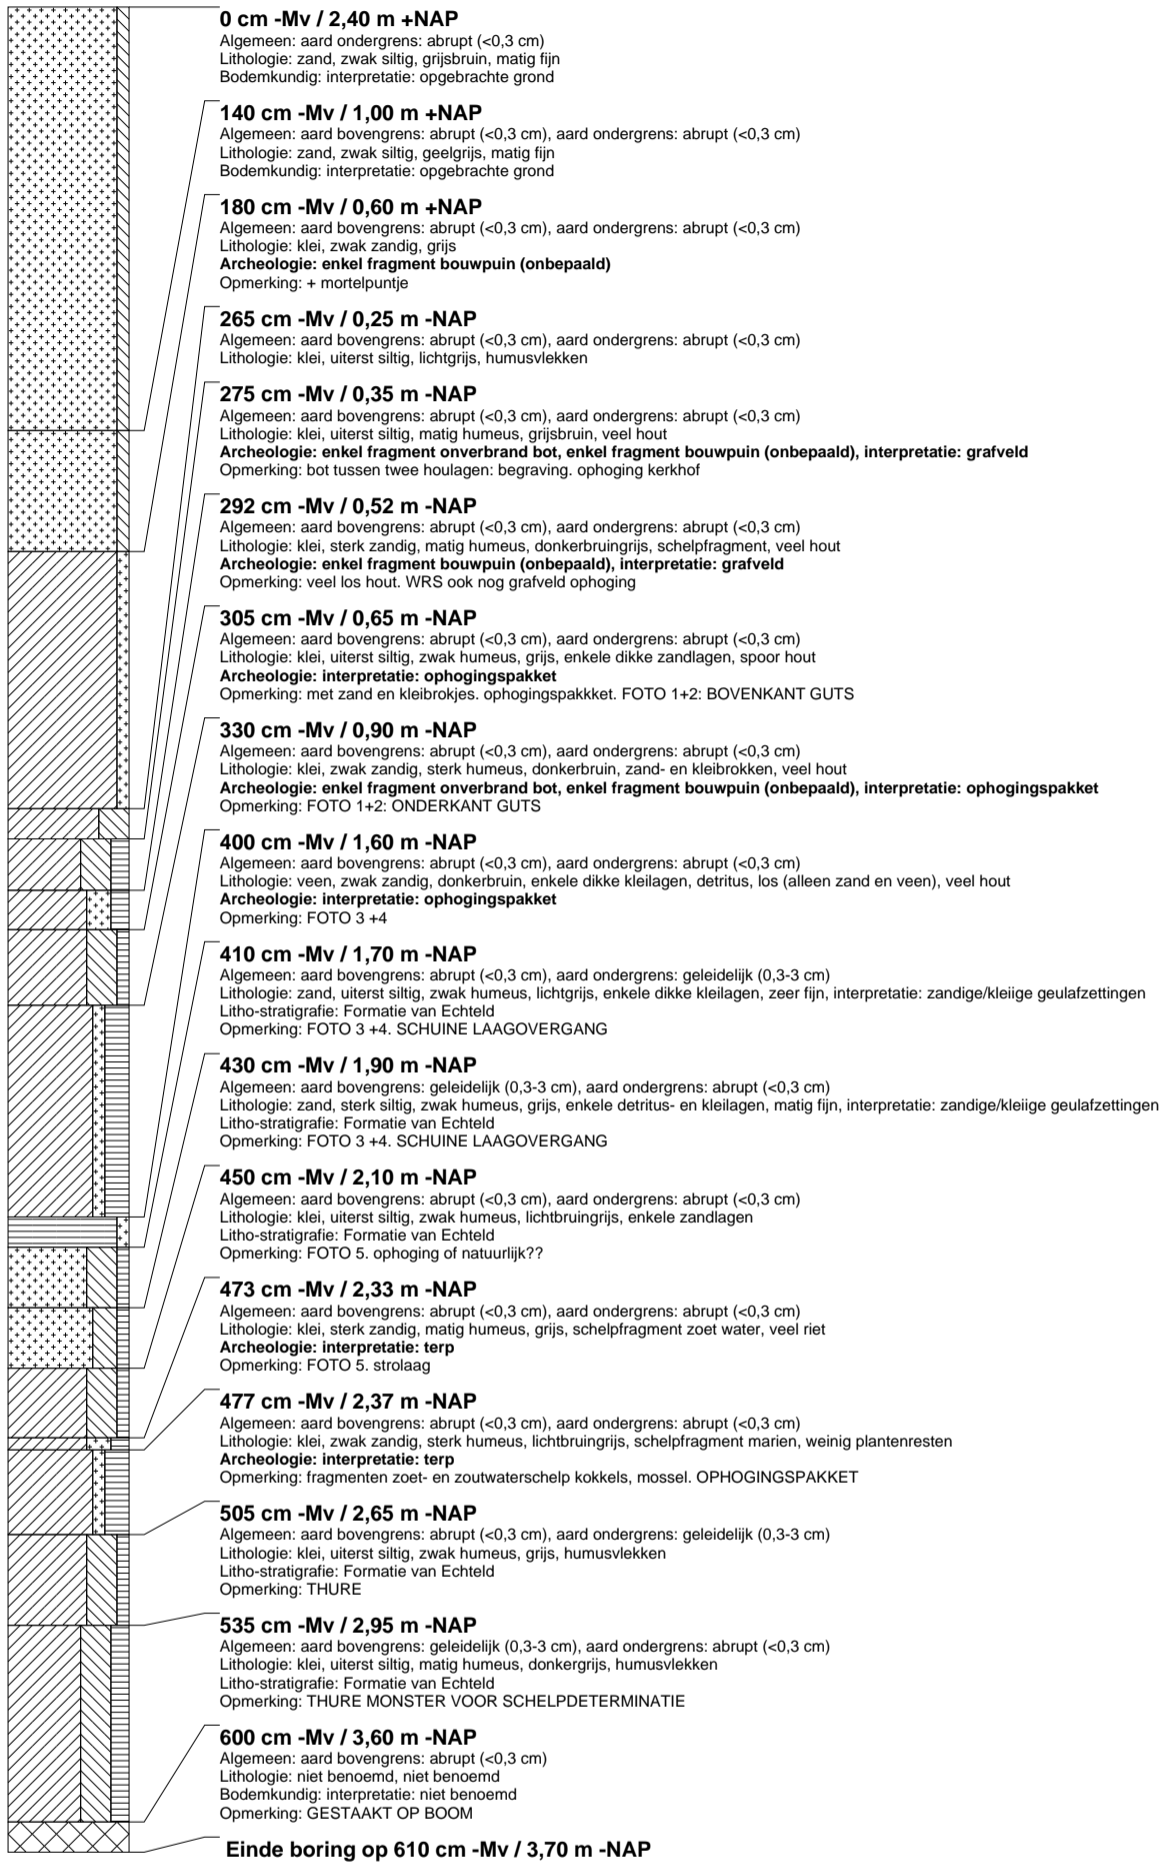 0 cm -Mv / 2,40 m +NAP
Algemeen: aard ondergrens: abrupt (<0,3 cm)
Lithologie: zand, zwak siltig, grijsbruin, matig fijn
Bodemkundig: interpretatie: opgebrachte grond
140 cm -Mv / 1,00 m +NAP
Algemeen: aard bovengrens: abrupt (<0,3 cm), aard ondergrens: abrupt (<0,3 cm)
Lithologie: zand, zwak siltig, geelgrijs, matig fijn
Bodemkundig: interpretatie: opgebrachte grond
180 cm -Mv / 0,60 m +NAP
Algemeen: aard bovengrens: abrupt (<0,3 cm), aard ondergrens: abrupt (<0,3 cm)
Lithologie: klei, zwak zandig, grijs
Archeologie: enkel fragment bouwpuin (onbepaald)
Opmerking: + mortelpuntje
265 cm -Mv / 0,25 m -NAP
Algemeen: aard bovengrens: abrupt (<0,3 cm), aard ondergrens: abrupt (<0,3 cm)
Lithologie: klei, uiterst siltig, lichtgrijs, humusvlekken
275 cm -Mv / 0,35 m -NAP
Algemeen: aard bovengrens: abrupt (<0,3 cm), aard ondergrens: abrupt (<0,3 cm)
Lithologie: klei, uiterst siltig, matig humeus, grijsbruin, veel hout
Archeologie: enkel fragment onverbrand bot, enkel fragment bouwpuin (onbepaald), interpretatie: grafveld
Opmerking: bot tussen twee houlagen: begraving. ophoging kerkhof
292 cm -Mv / 0,52 m -NAP
Algemeen: aard bovengrens: abrupt (<0,3 cm), aard ondergrens: abrupt (<0,3 cm)
Lithologie: klei, sterk zandig, matig humeus, donkerbruingrijs, schelpfragment, veel hout
Archeologie: enkel fragment bouwpuin (onbepaald), interpretatie: grafveld
Opmerking: veel los hout. WRS ook nog grafveld ophoging
305 cm -Mv / 0,65 m -NAP
Algemeen: aard bovengrens: abrupt (<0,3 cm), aard ondergrens: abrupt (<0,3 cm)
Lithologie: klei, uiterst siltig, zwak humeus, grijs, enkele dikke zandlagen, spoor hout
Archeologie: interpretatie: ophogingspakket
Opmerking: met zand en kleibrokjes. ophogingspakkket. FOTO 1+2: BOVENKANT GUTS
330 cm -Mv / 0,90 m -NAP
Algemeen: aard bovengrens: abrupt (<0,3 cm), aard ondergrens: abrupt (<0,3 cm)
Lithologie: klei, zwak zandig, sterk humeus, donkerbruin, zand- en kleibrokken, veel hout
Archeologie: enkel fragment onverbrand bot, enkel fragment bouwpuin (onbepaald), interpretatie: ophogingspakket
Opmerking: FOTO 1+2: ONDERKANT GUTS
400 cm -Mv / 1,60 m -NAP
Algemeen: aard bovengrens: abrupt (<0,3 cm), aard ondergrens: abrupt (<0,3 cm)
Lithologie: veen, zwak zandig, donkerbruin, enkele dikke kleilagen, detritus, los (alleen zand en veen), veel hout
Archeologie: interpretatie: ophogingspakket
Opmerking: FOTO 3 +4
410 cm -Mv / 1,70 m -NAP
Algemeen: aard bovengrens: abrupt (<0,3 cm), aard ondergrens: geleidelijk (0,3-3 cm)
Lithologie: zand, uiterst siltig, zwak humeus, lichtgrijs, enkele dikke kleilagen, zeer fijn, interpretatie: zandige/kleiige geulafzettingen
Litho-stratigrafie: Formatie van Echteld
Opmerking: FOTO 3 +4. SCHUINE LAAGOVERGANG
430 cm -Mv / 1,90 m -NAP
Algemeen: aard bovengrens: geleidelijk (0,3-3 cm), aard ondergrens: abrupt (<0,3 cm)
Lithologie: zand, sterk siltig, zwak humeus, grijs, enkele detritus- en kleilagen, matig fijn, interpretatie: zandige/kleiige geulafzettingen
Litho-stratigrafie: Formatie van Echteld
Opmerking: FOTO 3 +4. SCHUINE LAAGOVERGANG
450 cm -Mv / 2,10 m -NAP
Algemeen: aard bovengrens: abrupt (<0,3 cm), aard ondergrens: abrupt (<0,3 cm)
Lithologie: klei, uiterst siltig, zwak humeus, lichtbruingrijs, enkele zandlagen
Litho-stratigrafie: Formatie van Echteld
Opmerking: FOTO 5. ophoging of natuurlijk??
473 cm -Mv / 2,33 m -NAP
Algemeen: aard bovengrens: abrupt (<0,3 cm), aard ondergrens: abrupt (<0,3 cm)
Lithologie: klei, sterk zandig, matig humeus, grijs, schelpfragment zoet water, veel riet
Archeologie: interpretatie: terp
Opmerking: FOTO 5. strolaag
477 cm -Mv / 2,37 m -NAP
Algemeen: aard bovengrens: abrupt (<0,3 cm), aard ondergrens: abrupt (<0,3 cm)
Lithologie: klei, zwak zandig, sterk humeus, lichtbruingrijs, schelpfragment marien, weinig plantenresten
Archeologie: interpretatie: terp
Opmerking: fragmenten zoet- en zoutwaterschelp kokkels, mossel. OPHOGINGSPAKKET
505 cm -Mv / 2,65 m -NAP
Algemeen: aard bovengrens: abrupt (<0,3 cm), aard ondergrens: geleidelijk (0,3-3 cm)
Lithologie: klei, uiterst siltig, zwak humeus, grijs, humusvlekken
Litho-stratigrafie: Formatie van Echteld
Opmerking: THURE
535 cm -Mv / 2,95 m -NAP
Algemeen: aard bovengrens: geleidelijk (0,3-3 cm), aard ondergrens: abrupt (<0,3 cm)
Lithologie: klei, uiterst siltig, matig humeus, donkergrijs, humusvlekken
Litho-stratigrafie: Formatie van Echteld
Opmerking: THURE MONSTER VOOR SCHELPDETERMINATIE
600 cm -Mv / 3,60 m -NAP
Algemeen: aard bovengrens: abrupt (<0,3 cm)
Lithologie: niet benoemd, niet benoemd
Bodemkundig: interpretatie: niet benoemd
Opmerking: GESTAAKT OP BOOM
Einde boring op 610 cm -Mv / 3,70 m -NAP